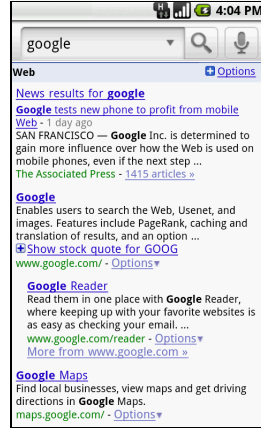 4:04 PM
google
Web
Options
News results for google
Google tests new phone to profit from mobile
Web - 1 day ago
SAN FRANCISCO — Google Inc. is determined to
gain more influence over how the Web is used on
mobile phones, even if the next step ...
The Associated Press - 1415 articles »
Google
Enables users to search the Web, Usenet, and
images. Features include PageRank, caching and
translation of results, and an option ...
Show stock quote for GOOG
www.google.com/ - Options▾
Google Reader
Read them in one place with Google Reader,
where keeping up with your favorite websites is
as easy as checking your email. ...
www.google.com/reader - Options▾
More from www.google.com »
Google Maps
Find local businesses, view maps and get driving
directions in Google Maps.
maps.google.com/ - Options▾